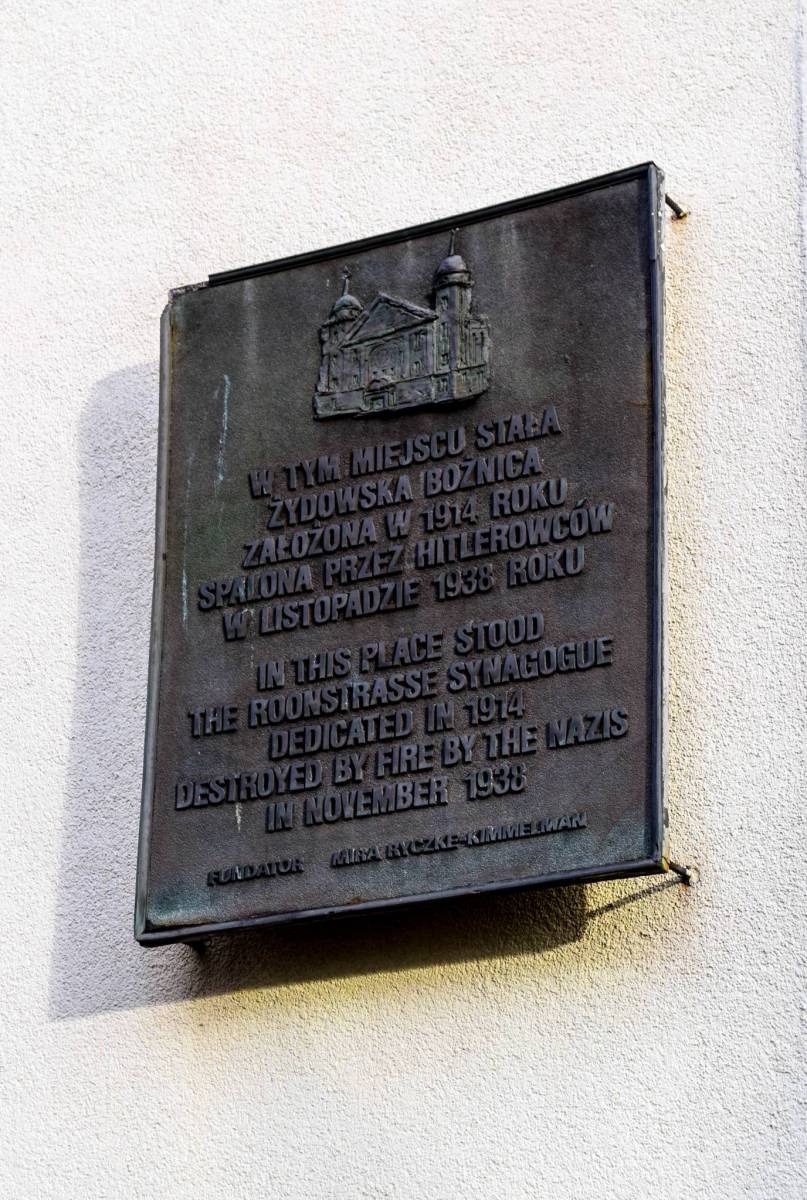 W TYM MIEJSCU STAŁA
ŻYDOWSKA BOŻNICA
ZAŁOŻONA W 1914 ROKU
SPALONA PRZEZ HITLEROWCÓW
W LISTOPADZIE 1938 ROKU
IN THIS PLACE STOOD
THE ROONSTRASSE SYNAGOGUE
DEDICATED IN 1914
DESTROYED BY FIRE BY THE NAZIS
IN NOVEMBER 1938
FUNDATOR MIRA RYCZKE-KIMMELMAN